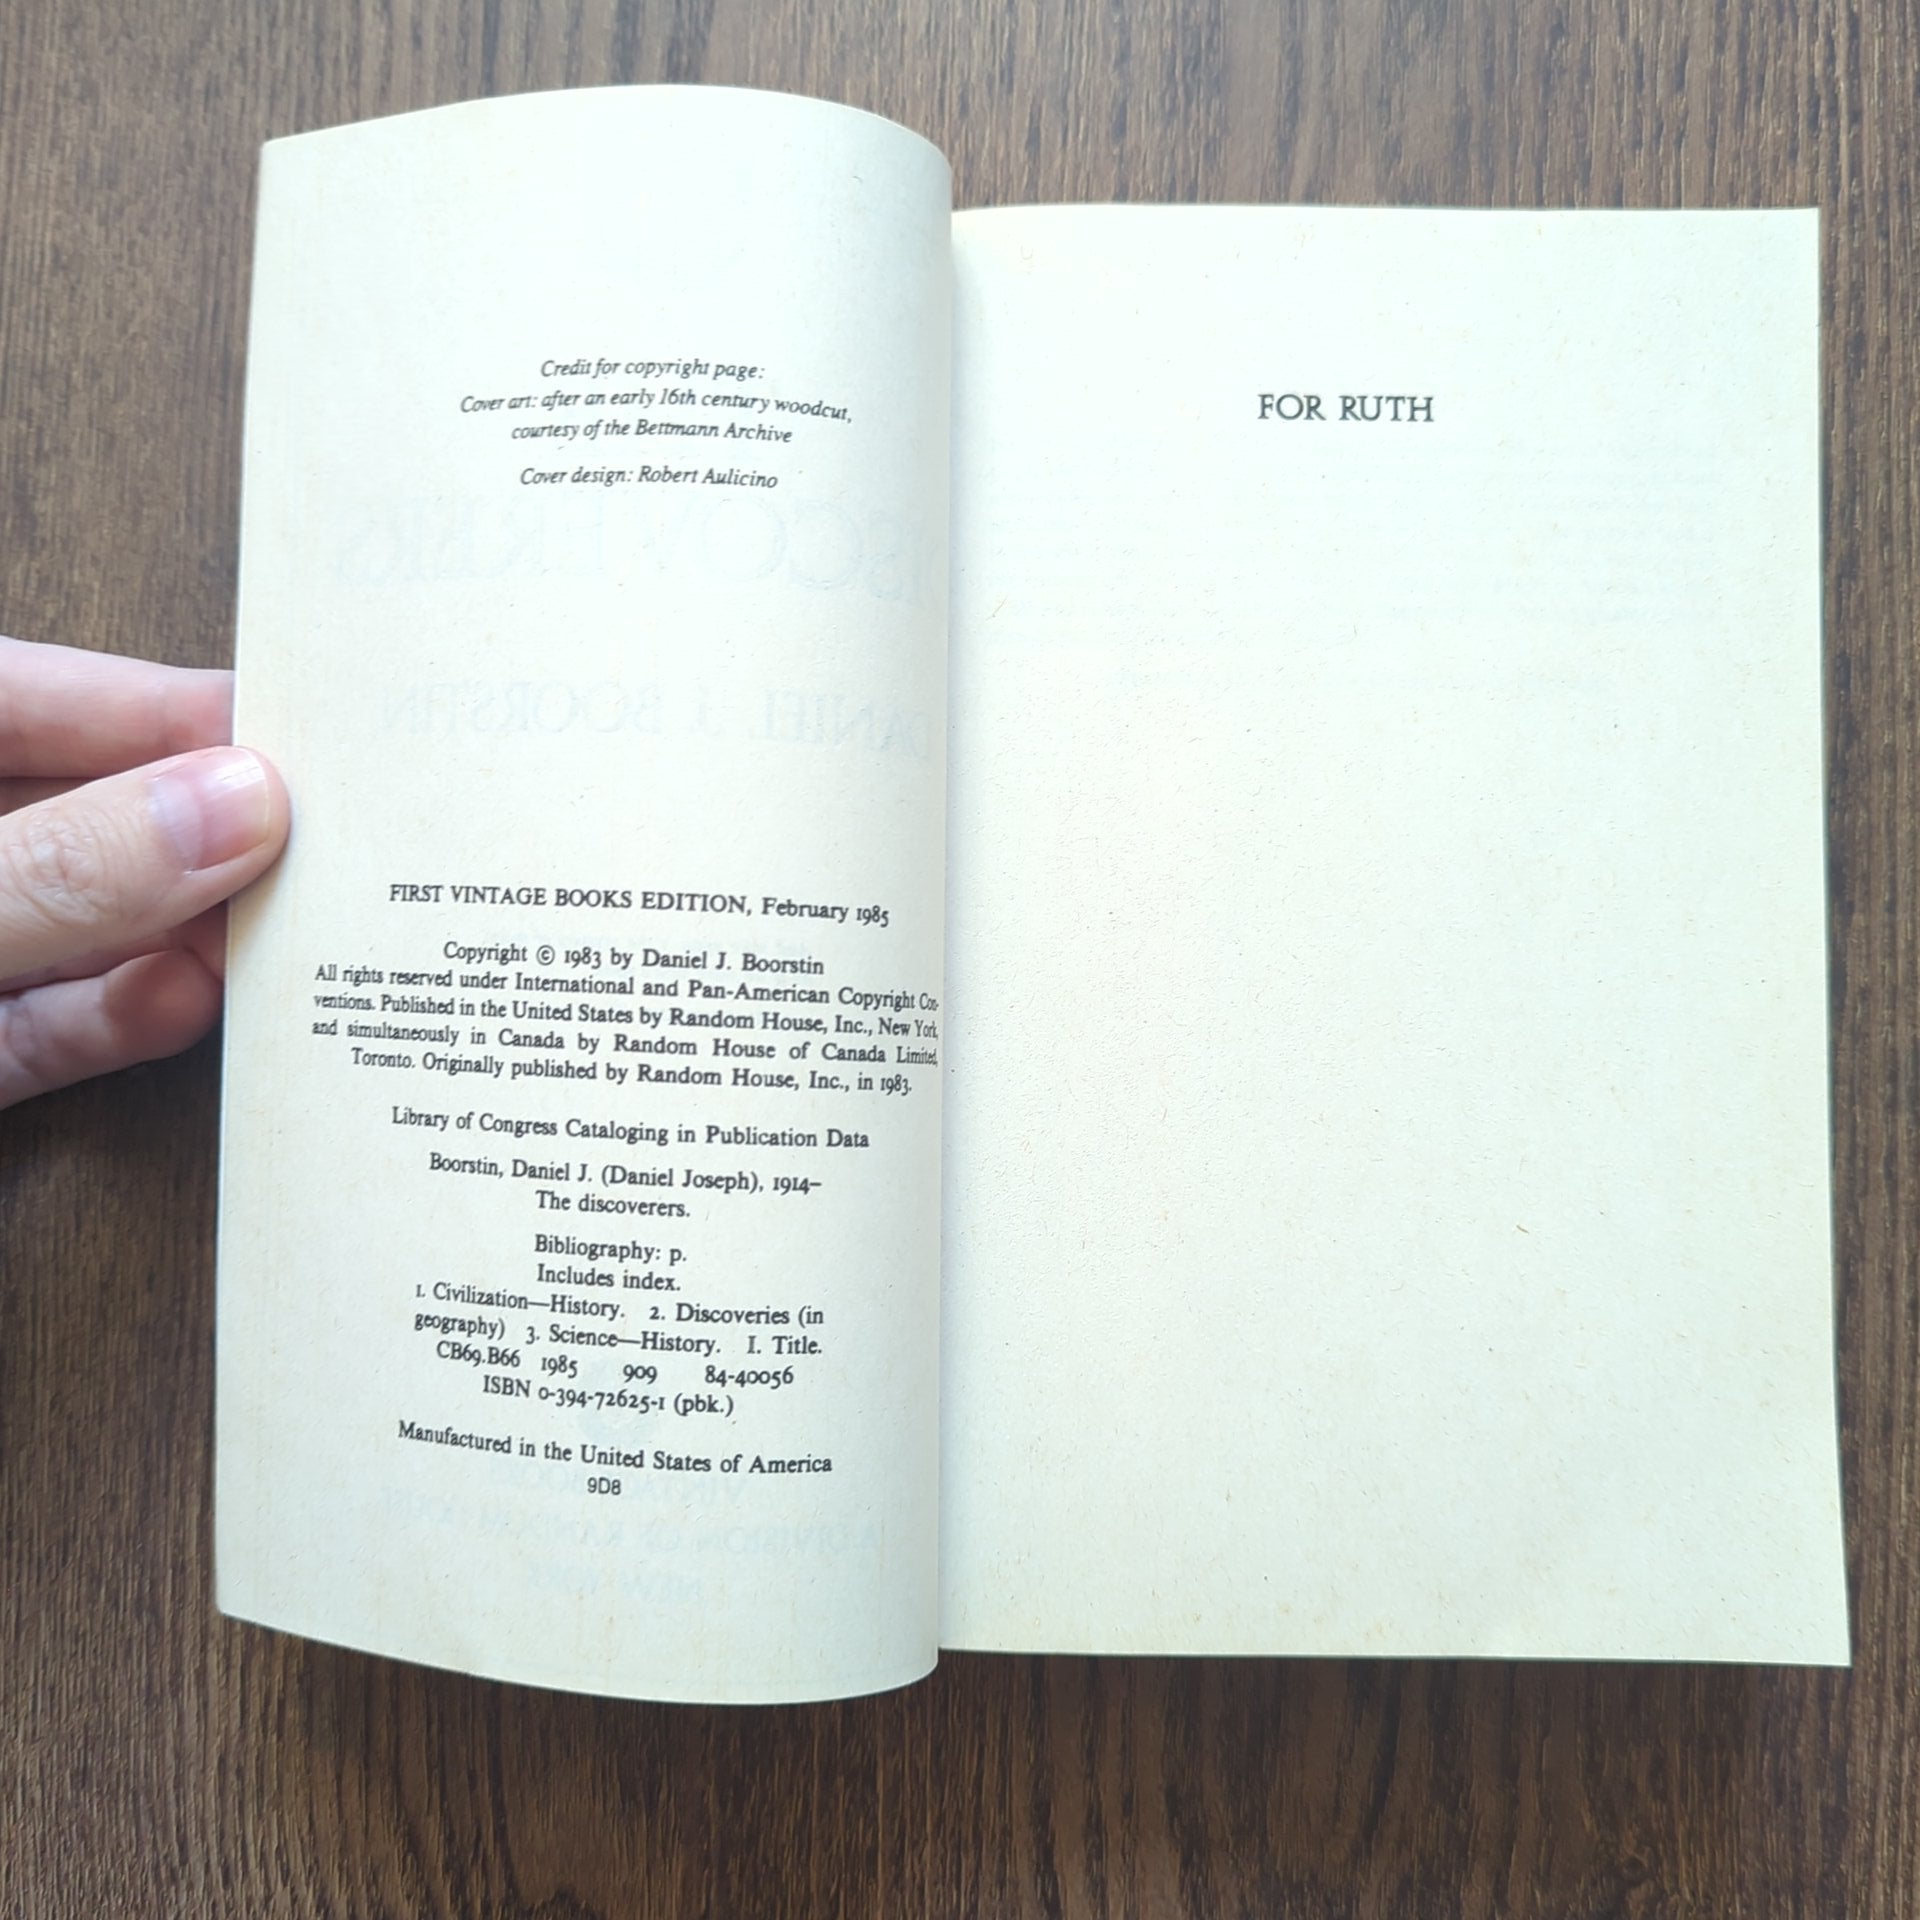 Credit for copyright page:
Cover art: after an early 16th century woodcut,
courtesy of the Bettmann Archive
Cover design: Robert Aulicino
FIRST VINTAGE BOOKS EDITION, February 1985
Copyright © 1983 by Daniel J. Boorstin
All rights reserved under International and Pan-American Copyright Con-
ventions. Published in the United States by Random House, Inc., New York,
and simultaneously in Canada by Random House of Canada Limited,
Toronto. Originally published by Random House, Inc., in 1983.
Library of Congress Cataloging in Publication Data
Boorstin, Daniel J. (Daniel Joseph), 1914–
The discoverers.
Bibliography: p.
Includes index.
1. Civilization—History. 2. Discoveries (in
geography) 3. Science—History. I. Title.
CB69.B66 1985 909 84-40056
ISBN 0-394-72625-1 (pbk.)
Manufactured in the United States of America
9D8
FOR RUTH